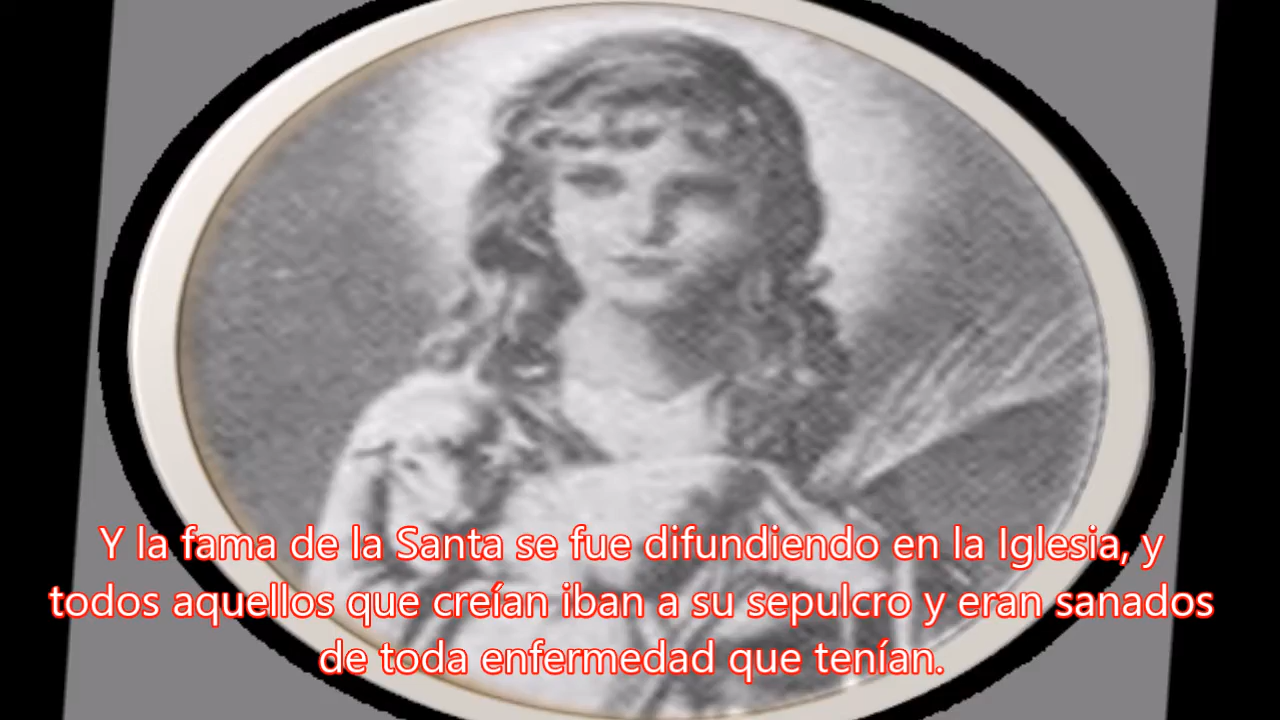 Y la fama de la Santa se fue difundiendo en la Iglesia, y
todos aquellos que creían iban a su sepulcro y eran sanados
de toda enfermedad que tenían.